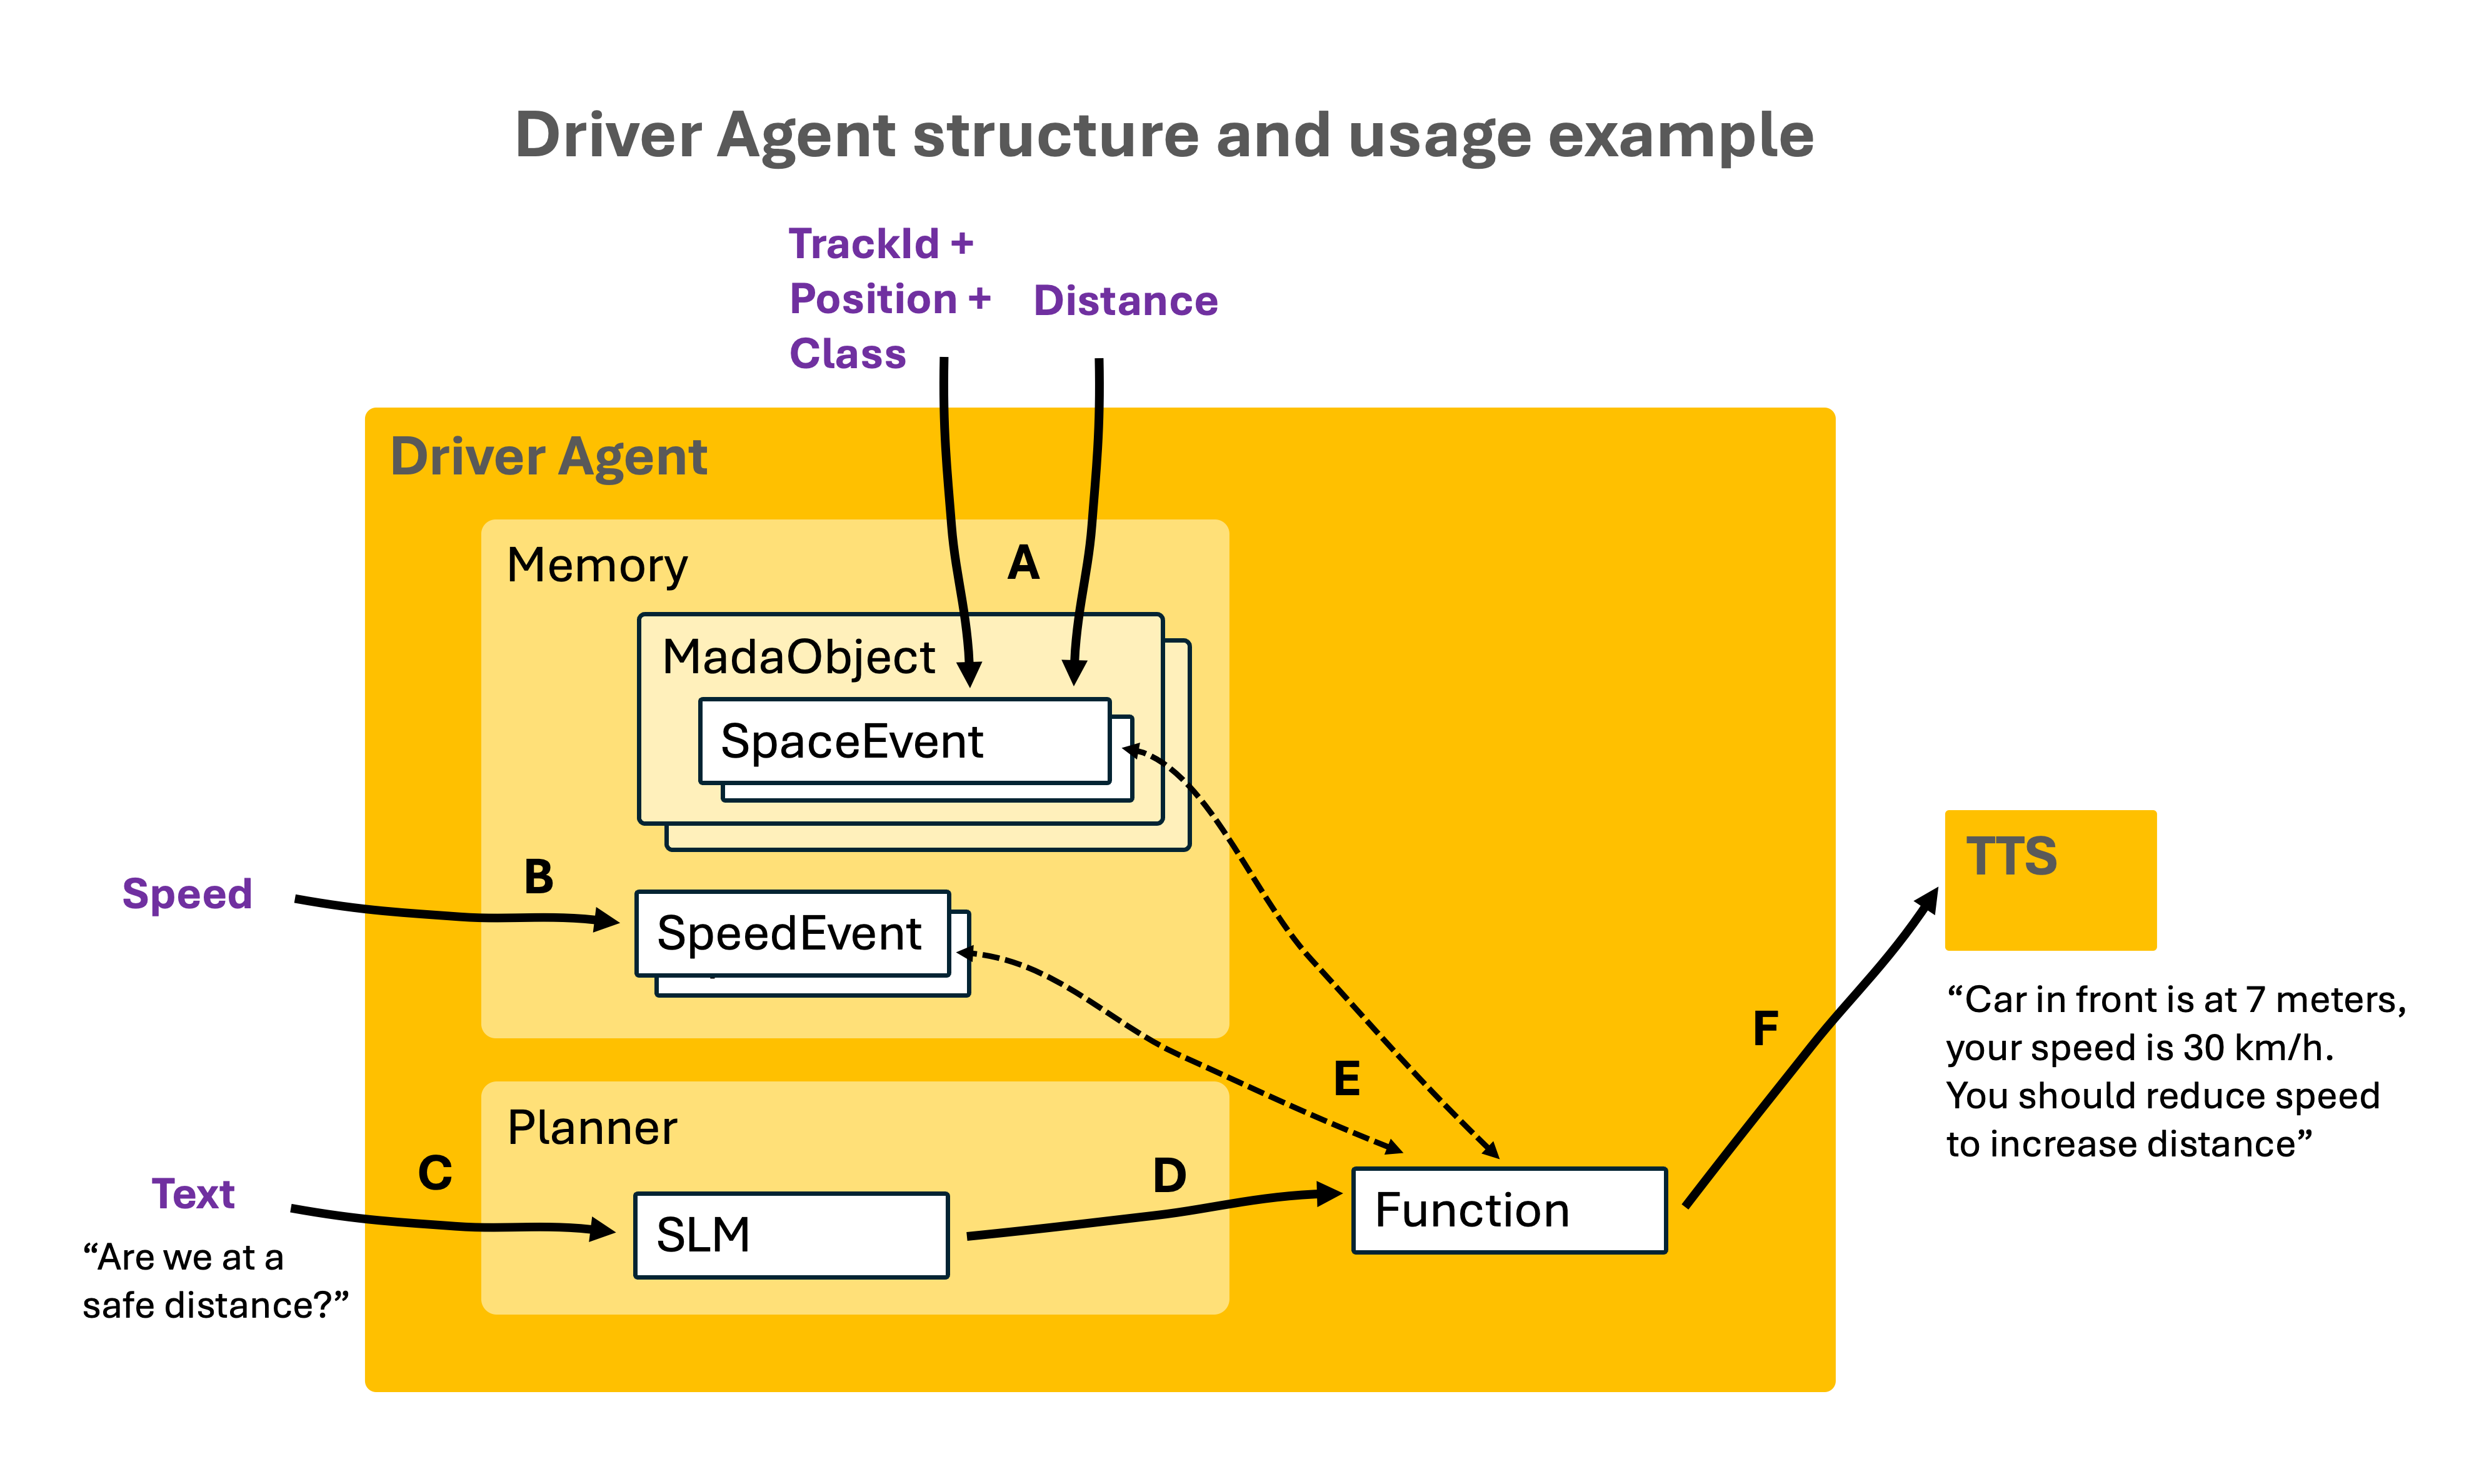 Driver Agent structure and usage example
TrackId +
Position +
Class
Distance
Driver Agent
Memory
A
MadaObject
SpaceEvent
Speed
B
SpeedEvent
TTS
“Car in front is at 7 meters,
your speed is 30 km/h.
You should reduce speed
to increase distance”
F
E
Planner
Text
C
“Are we at a
safe distance?”
SLM
D
Function